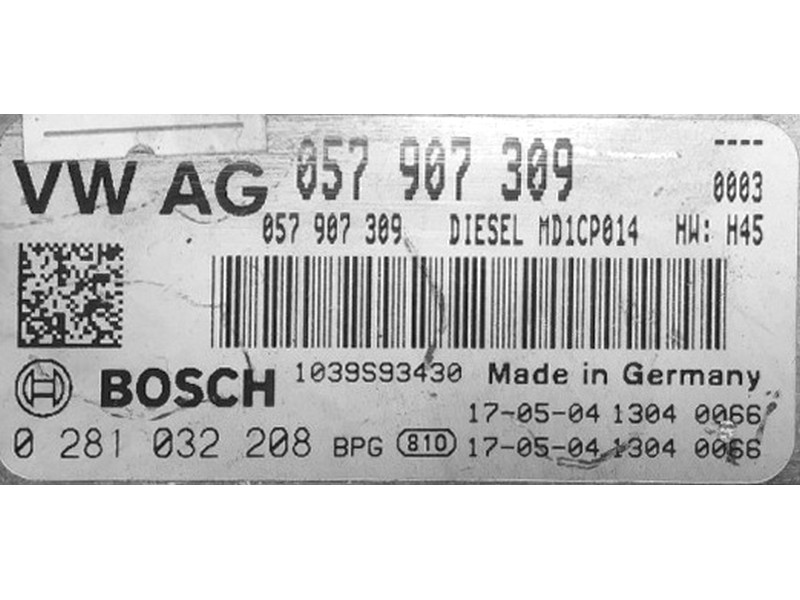 VW AG 057 907 309 ----
0003
057 907 309 DIESEL MD1CP014 HW: H45
BOSCH 1039S93430 Made in Germany
17-05-04 1304 0066
0 281 032 208 BPG 810 17-05-04 1304 0066